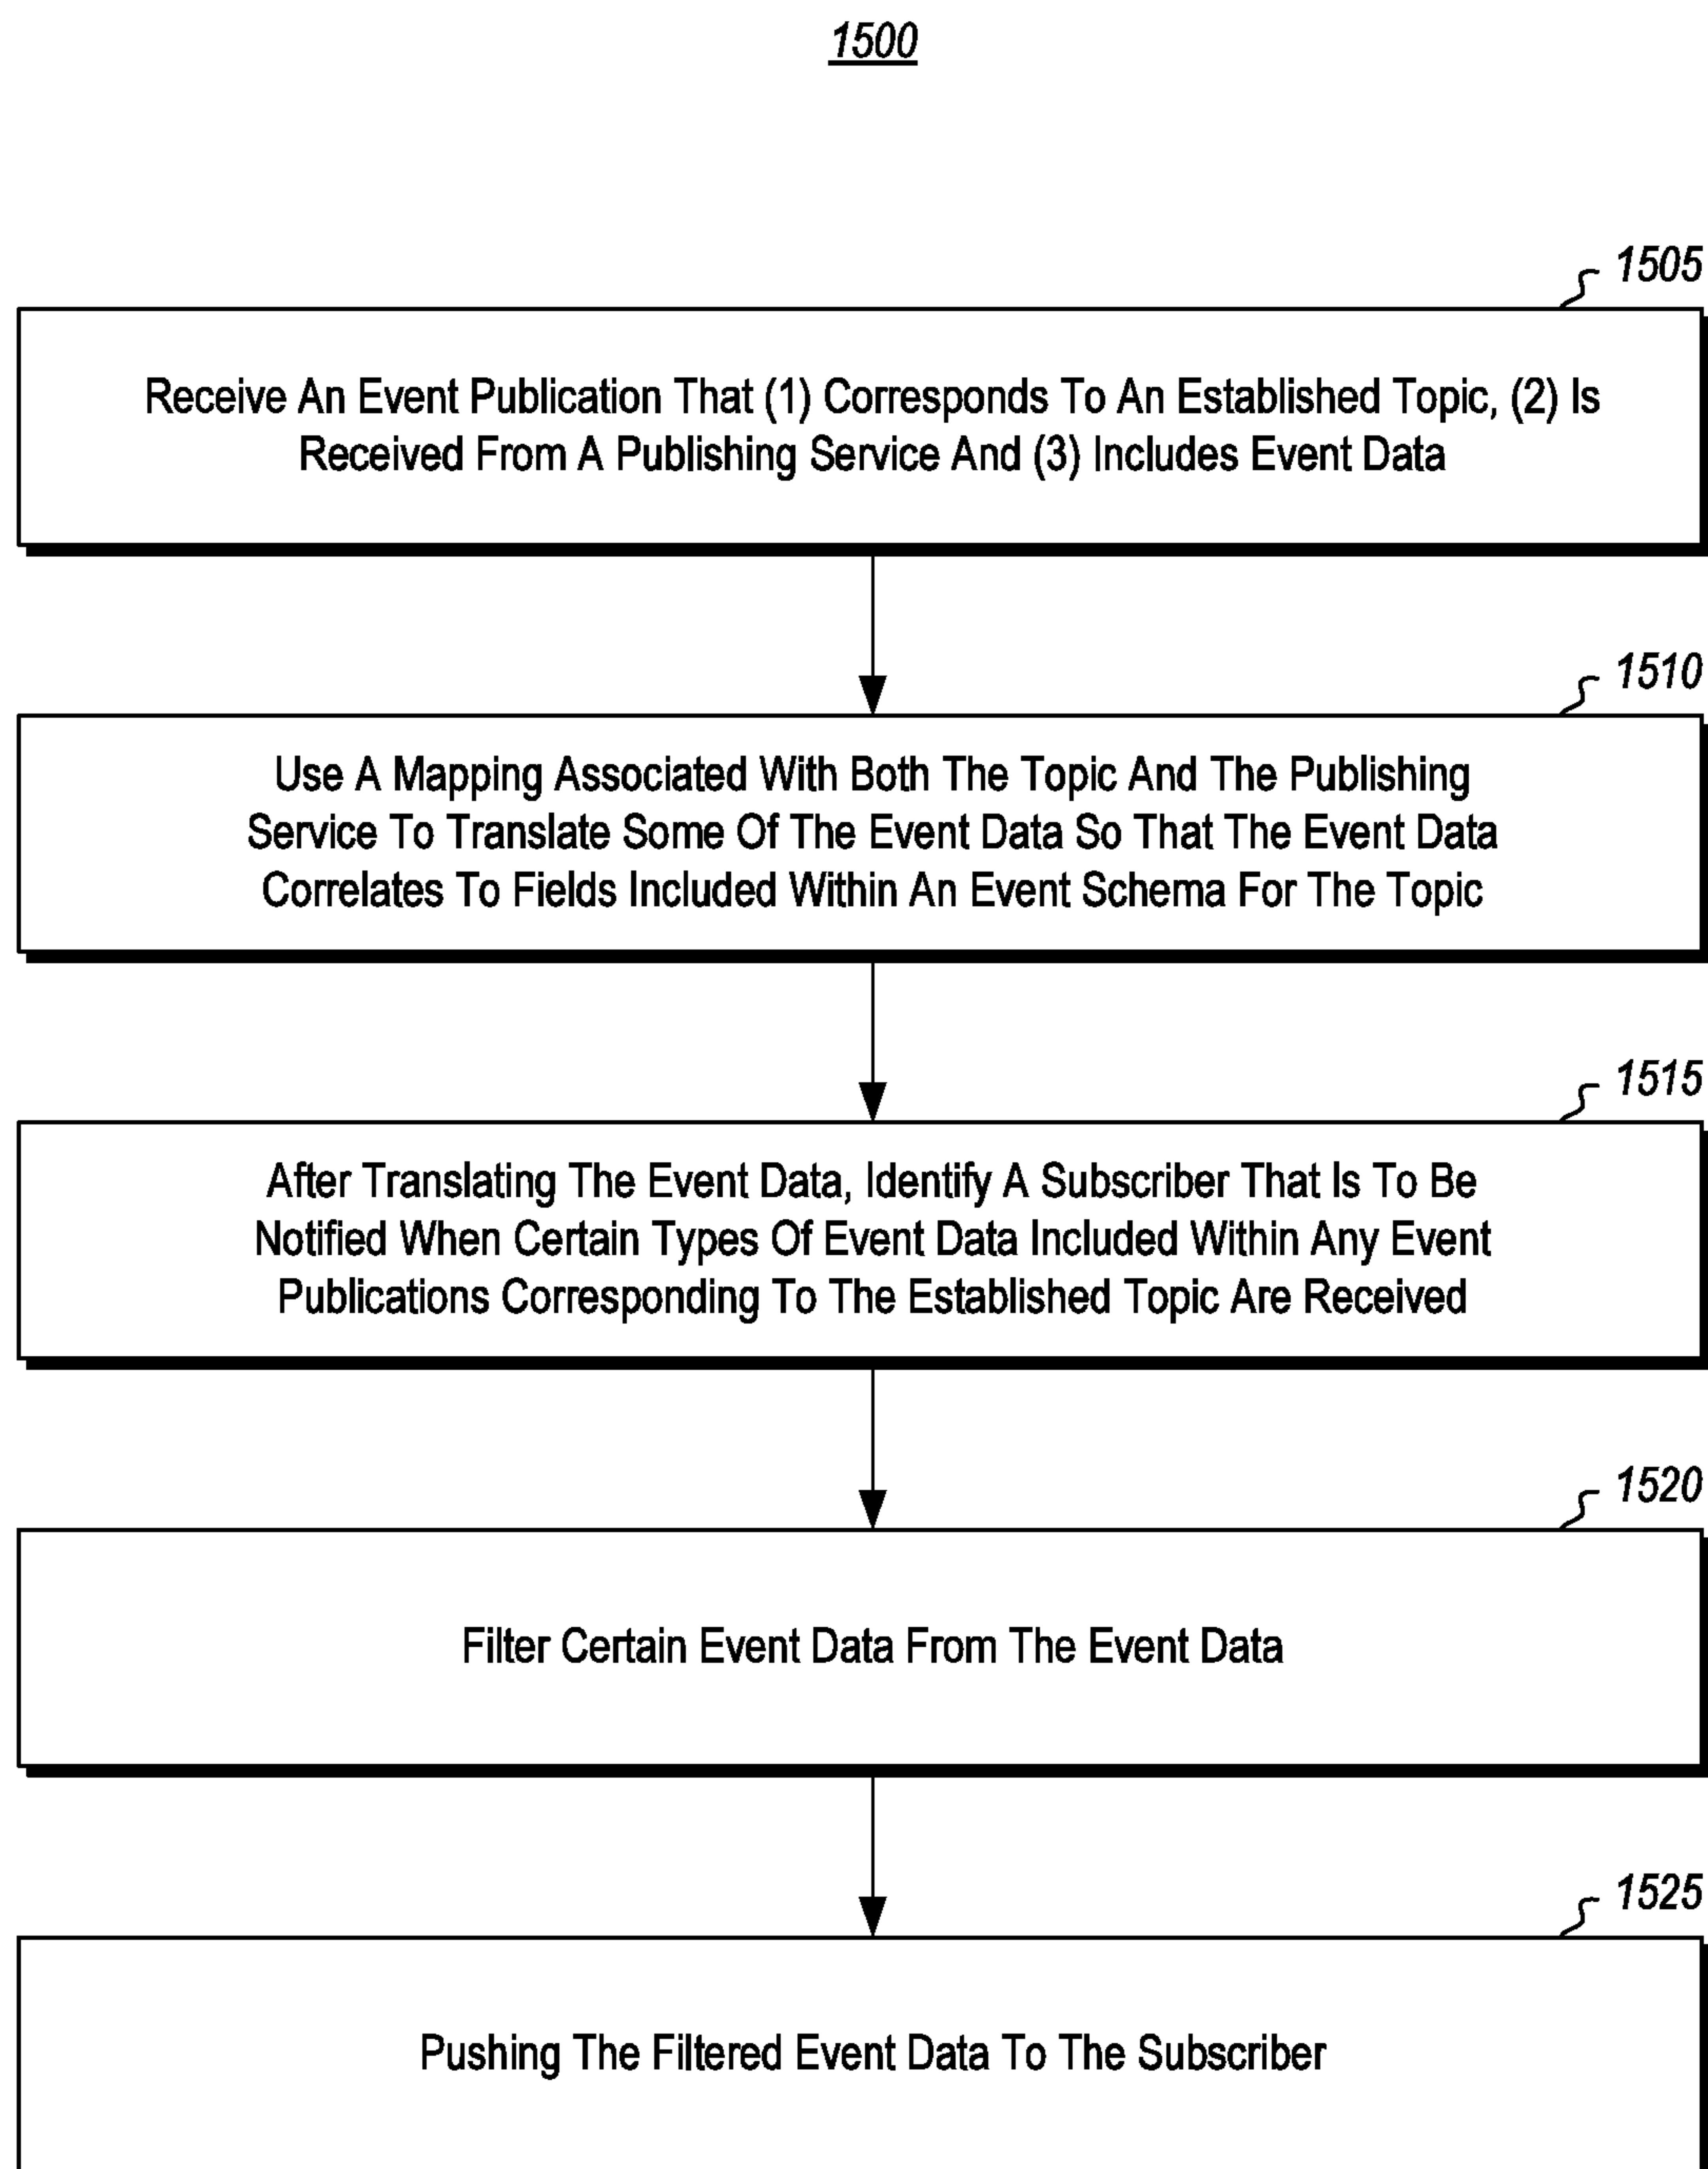 1500
1505
Receive An Event Publication That (1) Corresponds To An Established Topic, (2) Is
Received From A Publishing Service And (3) Includes Event Data
1510
Use A Mapping Associated With Both The Topic And The Publishing
Service To Translate Some Of The Event Data So That The Event Data
Correlates To Fields Included Within An Event Schema For The Topic
1515
After Translating The Event Data, Identify A Subscriber That Is To Be
Notified When Certain Types Of Event Data Included Within Any Event
Publications Corresponding To The Established Topic Are Received
1520
Filter Certain Event Data From The Event Data
1525
Pushing The Filtered Event Data To The Subscriber